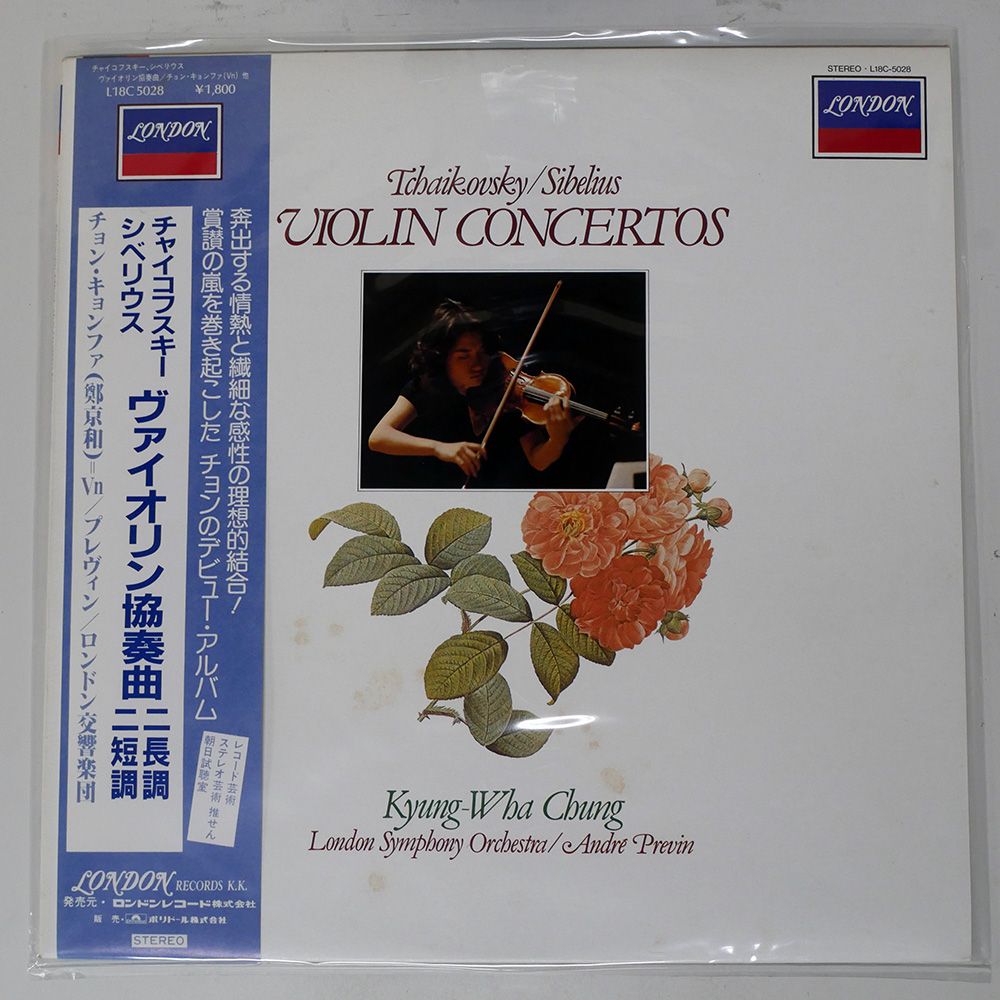 チャイコフスキー、シベリウス
ヴァイオリン協奏曲/チョン・キョンファ(Vn) 他
L18C 5028 ¥1,800
LONDON
奔出する情熱と繊細な感性の理想的結合!
賞讃の嵐を巻き起こした チョンのデビュー・アルバム
チャイコフスキー
シベリウス
ヴァイオリン協奏曲
ニ長調
ニ短調
チョン・キョンファ(鄭京和)=Vn/プレヴィン/ロンドン交響楽団
レコード芸術
ステレオ芸術 推せん
朝日試聴室
LONDON RECORDS K.K.
発売元・ロンドンレコード株式会社
販売・ポリドール株式会社
STEREO
STEREO・L18C-5028
LONDON
Tchaikovsky/Sibelius
VIOLIN CONCERTOS
Kyung-Wha Chung
London Symphony Orchestra/André Previn